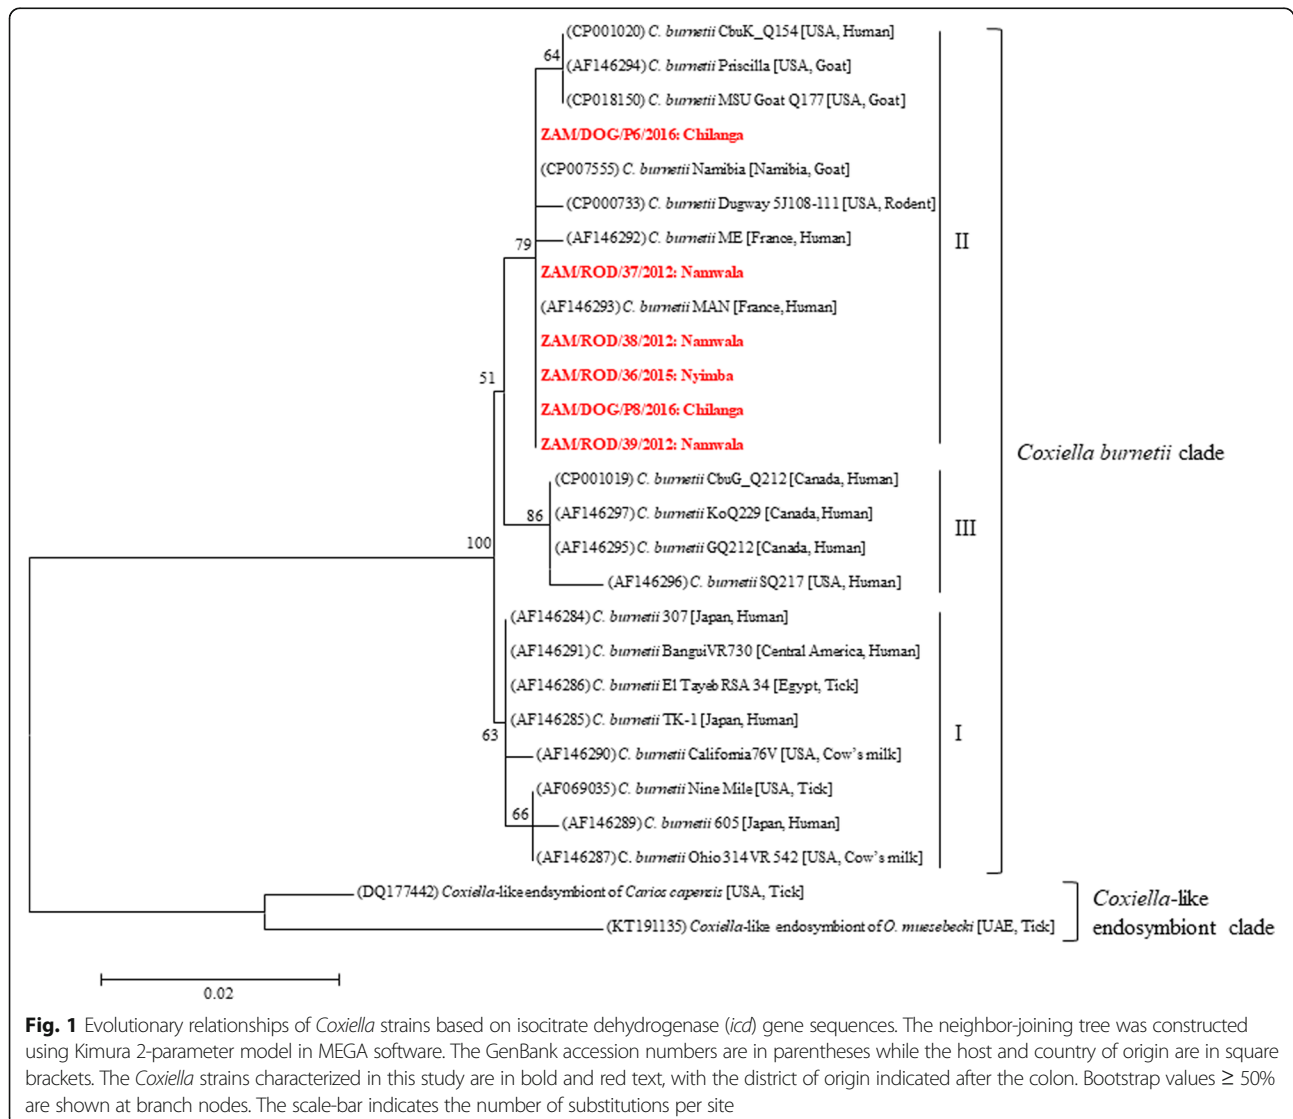 (CP001020) C. burnetii CbuK_Q154 [USA, Human]
64
(AF146294) C. burnetii Priscilla [USA, Goat]
(CP018150) C. burnetii MSU Goat Q177 [USA, Goat]
ZAM/DOG/P6/2016: Chilanga
(CP007555) C. burnetii Namibia [Namibia, Goat]
(CP000733) C. burnetii Dugway 5J108-111 [USA, Rodent]
(AF146292) C. burnetii ME [France, Human]
79
II
ZAM/ROD/37/2012: Namwala
(AF146293) C. burnetii MAN [France, Human]
ZAM/ROD/38/2012: Namwala
ZAM/ROD/36/2015: Nyimba
51
ZAM/DOG/P8/2016: Chilanga
ZAM/ROD/39/2012: Namwala
Coxiella burnetii clade
(CP001019) C. burnetii CbuG_Q212 [Canada, Human]
(AF146297) C. burnetii KoQ229 [Canada, Human]
86
III
(AF146295) C. burnetii GQ212 [Canada, Human]
100
(AF146296) C. burnetii SQ217 [USA, Human]
(AF146284) C. burnetii 307 [Japan, Human]
(AF146291) C. burnetii BanguiVR730 [Central America, Human]
(AF146286) C. burnetii El Tayeb RSA 34 [Egypt, Tick]
(AF146285) C. burnetii TK-1 [Japan, Human]
63
I
(AF146290) C. burnetii California76V [USA, Cow's milk]
(AF069035) C. burnetii Nine Mile [USA, Tick]
66
(AF146289) C. burnetii 605 [Japan, Human]
(AF146287) C. burnetii Ohio 314 VR 542 [USA, Cow's milk]
(DQ177442) Coxiella-like endsymbiont of Carios capensis [USA, Tick]
(KT191135) Coxiella-like endosymbiont of O. muesebecki [UAE, Tick]
Coxiella-like
endosymbiont clade
0.02
Fig. 1 Evolutionary relationships of Coxiella strains based on isocitrate dehydrogenase (icd) gene sequences. The neighbor-joining tree was constructed
using Kimura 2-parameter model in MEGA software. The GenBank accession numbers are in parentheses while the host and country of origin are in square
brackets. The Coxiella strains characterized in this study are in bold and red text, with the district of origin indicated after the colon. Bootstrap values ≥ 50%
are shown at branch nodes. The scale-bar indicates the number of substitutions per site